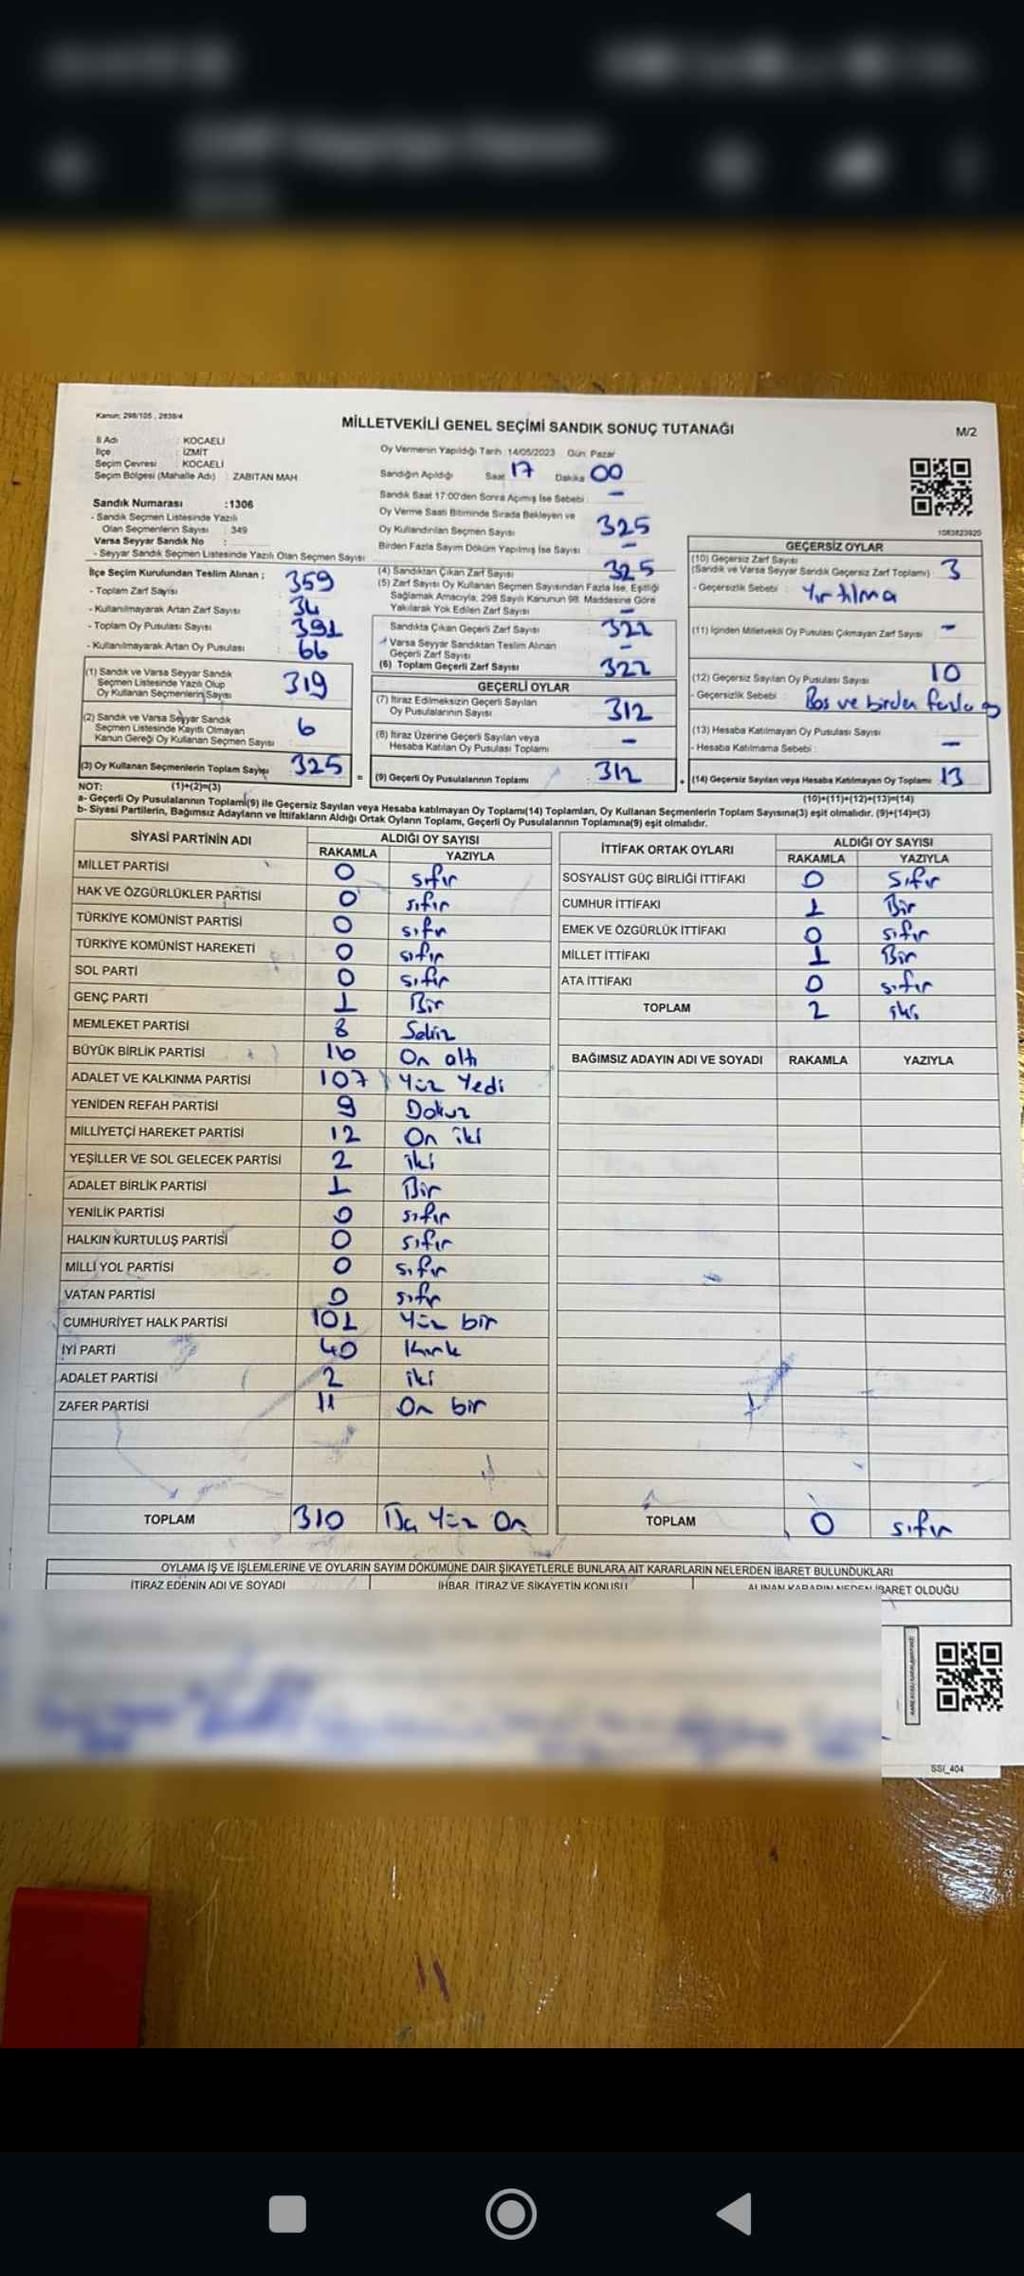 Kanun: 298/105, 2839/4
MİLLETVEKİLİ GENEL SEÇİMİ SANDIK SONUÇ TUTANAĞI
M/2
İl Adı : KOCAELİ
İlçe : İZMİT
Seçim Çevresi : KOCAELİ
Seçim Bölgesi (Mahalle Adı) : ZABITAN MAH
Sandık Numarası :1306
- Sandık Seçmen Listesinde Yazılı
Olan Seçmenlerin Sayısı : 349
Varsa Seyyar Sandık No :
- Seyyar Sandık Seçmen Listesinde Yazılı Olan Seçmen Sayısı
Oy Vermenin Yapıldığı Tarih 14/05/2023 Gün Pazar
Sandığın Açıldığı Saat 17 Dakika 00
Sandık Saat 17:00'den Sonra Açımış İse Sebebi : -
Oy Verme Saati Bitiminde Sırada Bekleyen ve
Oy Kullandırılan Seçmen Sayısı 325
Birden Fazla Sayım Döküm Yapılmış İse Sayısı -
1083823920
İlçe Seçim Kurulundan Teslim Alınan ;
- Toplam Zarf Sayısı 359
- Kullanılmayarak Artan Zarf Sayısı 34
- Toplam Oy Pusulası Sayısı 391
- Kullanılmayarak Artan Oy Pusulası 66
(1) Sandık ve Varsa Seyyar Sandık
Seçmen Listesinde Yazılı Olup
Oy Kullanan Seçmenlerin Sayısı 319
(2) Sandık ve Varsa Seyyar Sandık
Seçmen Listesinde Kayıtlı Olmayan
Kanun Gereği Oy Kullanan Seçmen Sayısı 6
(3) Oy Kullanan Seçmenlerin Toplam Sayısı 325
(4) Sandıktan Çıkan Zarf Sayısı 325
(5) Zarf Sayısı Oy Kullanan Seçmen Sayısından Fazla İse, Eşitliği
Sağlamak Amacıyla, 298 Sayılı Kanunun 98. Maddesine Göre
Yakılarak Yok Edilen Zarf Sayısı -
Sandıkta Çıkan Geçerli Zarf Sayısı 322
Varsa Seyyar Sandıktan Teslim Alınan
Geçerli Zarf Sayısı -
(6) Toplam Geçerli Zarf Sayısı 322
GEÇERLİ OYLAR
(7) İtiraz Edilmeksizin Geçerli Sayılan
Oy Pusulalarının Sayısı 312
(8) İtiraz Üzerine Geçerli Sayılan veya
Hesaba Katılan Oy Pusulası Toplamı -
= (9) Geçerli Oy Pusulalarının Toplamı 312
GEÇERSİZ OYLAR
(10) Geçersiz Zarf Sayısı
(Sandık ve Varsa Seyyar Sandık Geçersiz Zarf Toplamı) 3
- Geçersizlik Sebebi : Yırtılma
(11) İçinden Milletvekili Oy Pusulası Çıkmayan Zarf Sayısı -
(12) Geçersiz Sayılan Oy Pusulası Sayısı 10
- Geçersizlik Sebebi : Bos ve birden fazla
(13) Hesaba Katılmayan Oy Pusulası Sayısı
- Hesaba Katılmama Sebebi : -
+ (14) Geçersiz Sayılan veya Hesaba Katılmayan Oy Toplamı 13
NOT: (1)+(2)=(3)
(10)+(11)+(12)+(13)=(14)
a- Geçerli Oy Pusulalarının Toplamı(9) ile Geçersiz Sayılan veya Hesaba katılmayan Oy Toplamı(14) Toplamları, Oy Kullanan Seçmenlerin Toplam Sayısına(3) eşit olmalıdır. (9)+(14)=(3)
b- Siyasi Partilerin, Bağımsız Adayların ve İttifakların Aldığı Ortak Oyların Toplamı, Geçerli Oy Pusulalarının Toplamına(9) eşit olmalıdır.
SİYASİ PARTİNİN ADI ALDIĞI OY SAYISI
RAKAMLA YAZIYLA
MİLLET PARTİSİ 0 sıfır
HAK VE ÖZGÜRLÜKLER PARTİSİ 0 sıfır
TÜRKİYE KOMÜNİST PARTİSİ 0 sıfır
TÜRKİYE KOMÜNİST HAREKETİ 0 sıfır
SOL PARTİ 0 sıfır
GENÇ PARTİ 1 Bir
MEMLEKET PARTİSİ 8 Sekiz
BÜYÜK BİRLİK PARTİSİ 16 On altı
ADALET VE KALKINMA PARTİSİ 107 Yüz Yedi
YENİDEN REFAH PARTİSİ 9 Dokuz
MİLLİYETÇİ HAREKET PARTİSİ 12 On iki
YEŞİLLER VE SOL GELECEK PARTİSİ 2 iki
ADALET BİRLİK PARTİSİ 1 Bir
YENİLİK PARTİSİ 0 sıfır
HALKIN KURTULUŞ PARTİSİ 0 sıfır
MİLLİ YOL PARTİSİ 0 sıfır
VATAN PARTİSİ 0 sıfır
CUMHURİYET HALK PARTİSİ 101 Yüz bir
İYİ PARTİ 40 Kırk
ADALET PARTİSİ 2 iki
ZAFER PARTİSİ 11 On bir
TOPLAM 310 Üç Yüz On
İTTİFAK ORTAK OYLARI ALDIĞI OY SAYISI
RAKAMLA YAZIYLA
SOSYALİST GÜÇ BİRLİĞİ İTTİFAKI 0 Sıfır
CUMHUR İTTİFAKI 1 Bir
EMEK VE ÖZGÜRLÜK İTTİFAKI 0 sıfır
MİLLET İTTİFAKI 1 Bir
ATA İTTİFAKI 0 sıfır
TOPLAM 2 iki
BAĞIMSIZ ADAYIN ADI VE SOYADI RAKAMLA YAZIYLA
TOPLAM 0 sıfır
OYLAMA İŞ VE İŞLEMLERİNE VE OYLARIN SAYIM DÖKÜMÜNE DAİR ŞİKAYETLERLE BUNLARA AİT KARARLARIN NELERDEN İBARET BULUNDUKLARI
İTİRAZ EDENİN ADI VE SOYADI İHBAR, İTİRAZ VE ŞİKAYETİN KONUSU ALINAN KARARIN NEDEN İBARET OLDUĞU
SSI_404